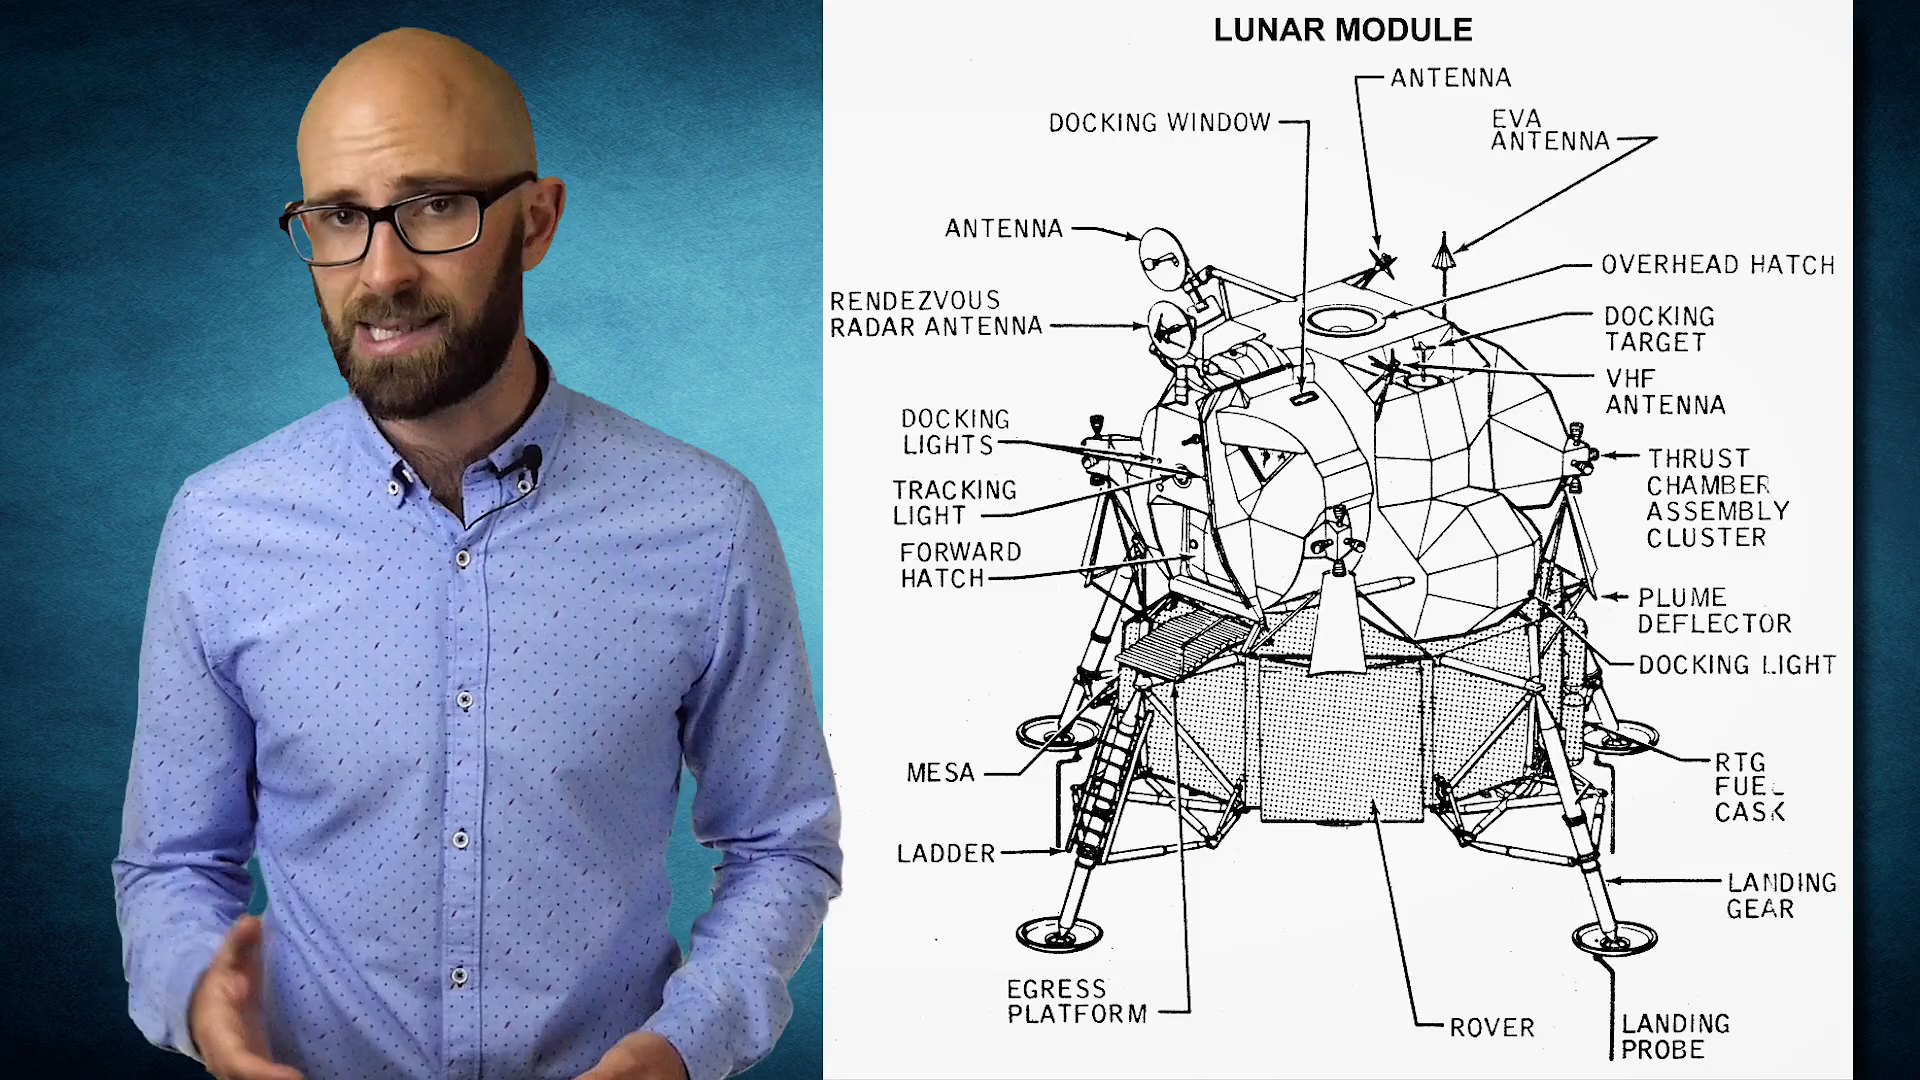 LUNAR MODULE
ANTENNA
DOCKING WINDOW
EVA
ANTENNA
ANTENNA
OVERHEAD HATCH
RENDEZVOUS
RADAR ANTENNA
DOCKING
TARGET
VHF
ANTENNA
DOCKING
LIGHTS
THRUST
CHAMBER
ASSEMBLY
CLUSTER
TRACKING
LIGHT
FORWARD
HATCH
PLUME
DEFLECTOR
DOCKING LIGHT
MESA
RTG
FUEL
CASK
LADDER
LANDING
GEAR
EGRESS
PLATFORM
ROVER
LANDING
PROBE